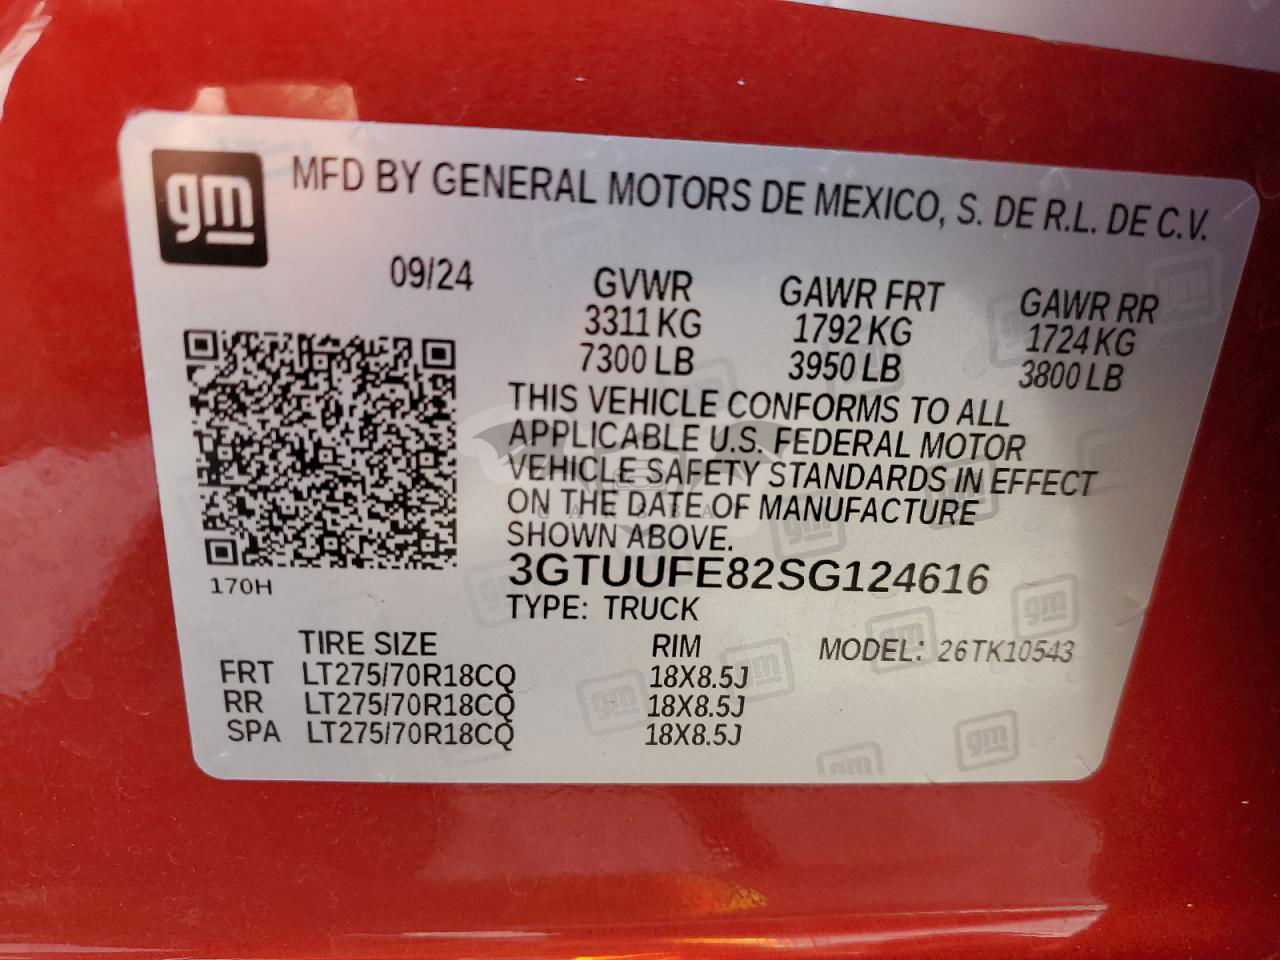 gm
MFD BY GENERAL MOTORS DE MEXICO, S. DE R.L. DE C.V.
09/24
GVWR GAWR FRT GAWR RR
3311 KG 1792 KG 1724 KG
7300 LB 3950 LB 3800 LB
THIS VEHICLE CONFORMS TO ALL
APPLICABLE U.S. FEDERAL MOTOR
VEHICLE SAFETY STANDARDS IN EFFECT
ON THE DATE OF MANUFACTURE
SHOWN ABOVE.
3GTUUFE82SG124616
170H
TYPE: TRUCK
TIRE SIZE RIM MODEL: 26TK10543
FRT LT275/70R18CQ 18X8.5J
RR LT275/70R18CQ 18X8.5J
SPA LT275/70R18CQ 18X8.5J